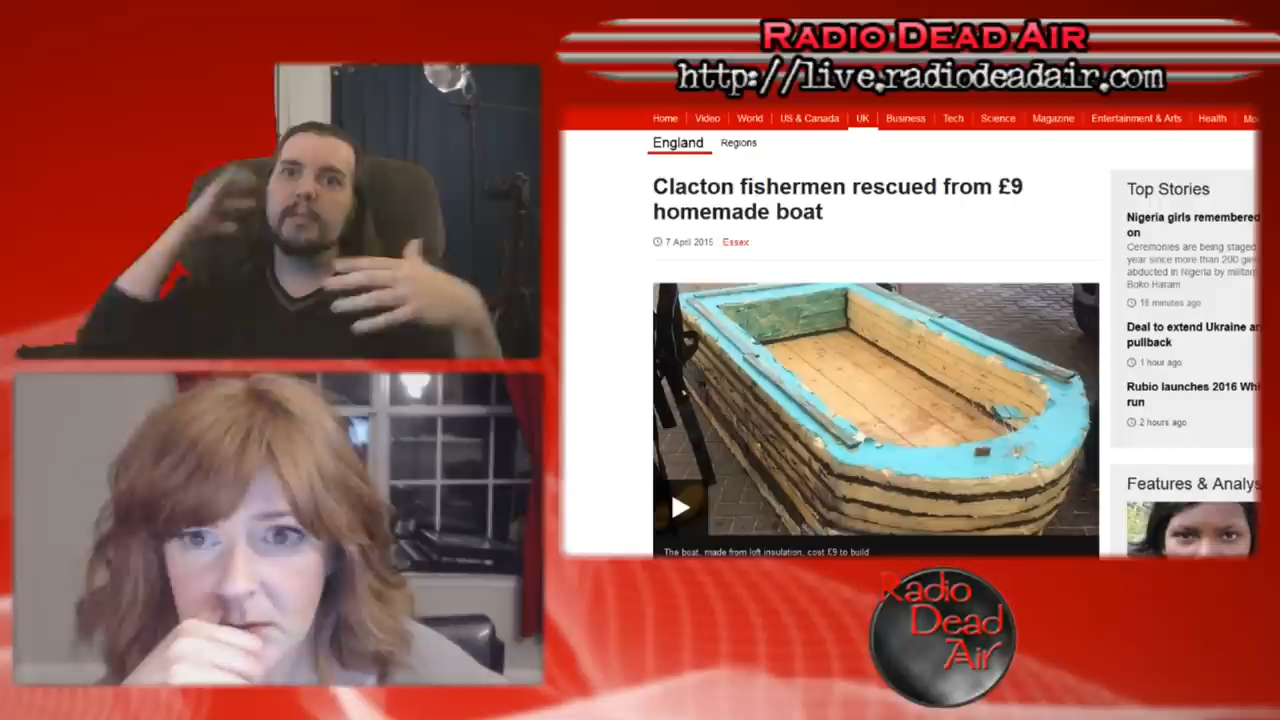 RADIO DEAD AIR
http://live.radiodeadair.com
Home Video World US & Canada UK Business Tech Science Magazine Entertainment & Arts Health
England Regions
Clacton fishermen rescued from £9
homemade boat
7 April 2015 Essex
The boat, made from loft insulation, cost £9 to build
Top Stories
Nigeria girls remembered
on
Ceremonies are being staged
year since more than 200
abducted in Nigeria by
Boko Haram
Deal to extend Ukraine
pullback
1 hour ago
Rubio launches 2016
run
2 hours ago
Features &
Radio
Dead
Air